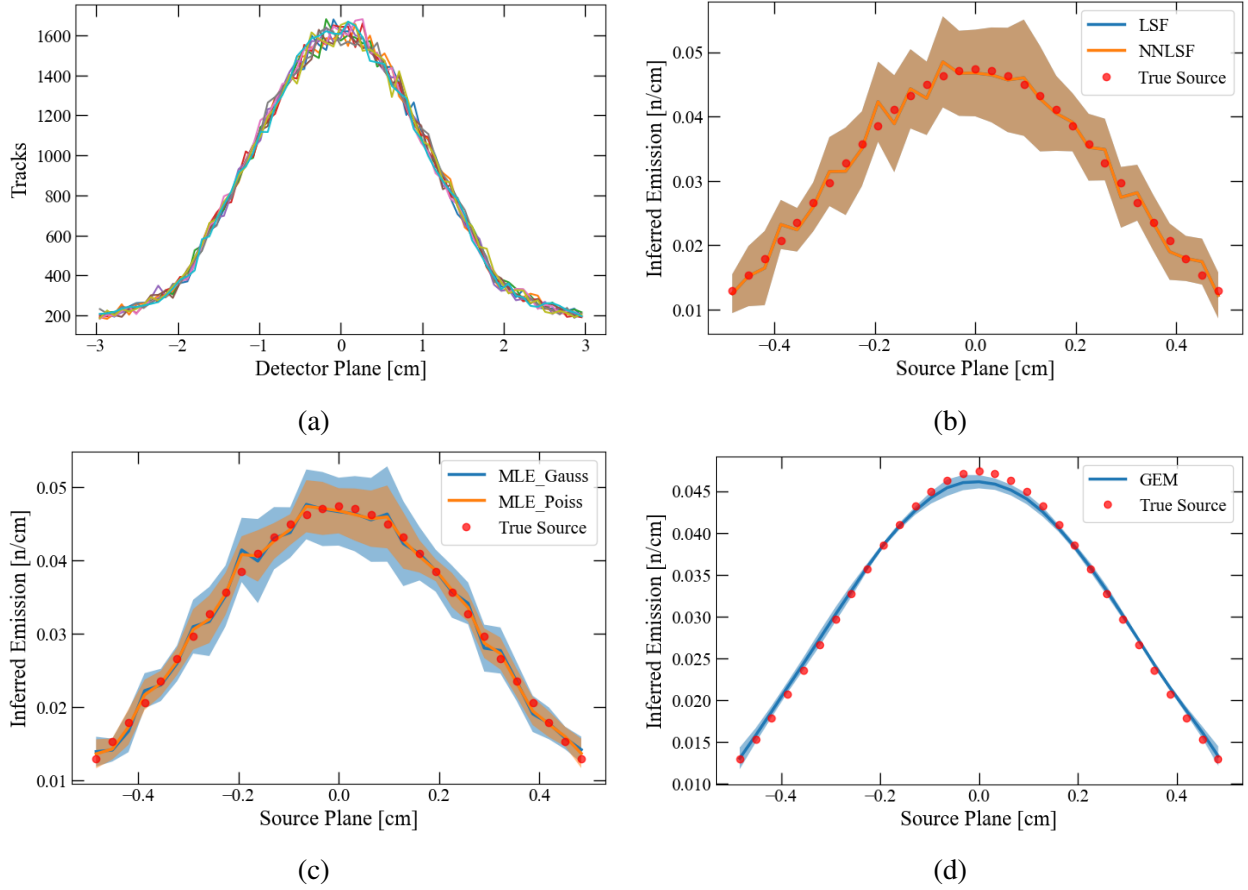 1600
1400
1200
1000
800
600
400
200
Tracks
−3
−2
−1
0
1
2
3
Detector Plane [cm]
(a)
LSF
NNLSF
True Source
0.05
0.04
0.03
0.02
0.01
Inferred Emission [n/cm]
−0.4
−0.2
0.0
0.2
0.4
Source Plane [cm]
(b)
MLE_Gauss
MLE_Poiss
True Source
0.05
0.04
0.03
0.02
0.01
Inferred Emission [n/cm]
−0.4
−0.2
0.0
0.2
0.4
Source Plane [cm]
(c)
GEM
True Source
0.045
0.040
0.035
0.030
0.025
0.020
0.015
0.010
Inferred Emission [n/cm]
−0.4
−0.2
0.0
0.2
0.4
Source Plane [cm]
(d)